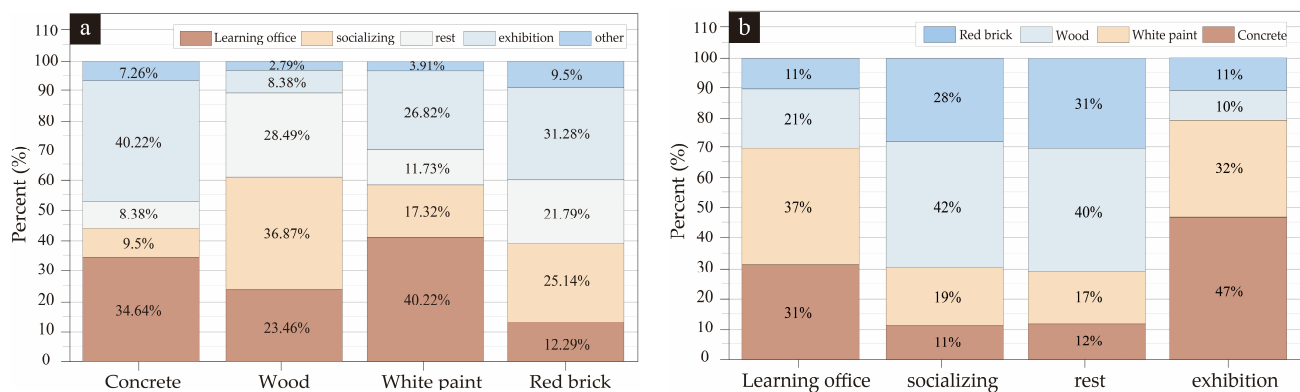 a
Learning office socializing rest exhibition other
Percent (%)
110
100
90
80
70
60
50
40
30
20
10
0
7.26% 2.79% 3.91% 9.5%
40.22% 8.38% 26.82% 31.28%
8.38% 28.49% 11.73% 21.79%
9.5% 36.87% 17.32% 25.14%
34.64% 23.46% 40.22% 12.29%
Concrete Wood White paint Red brick
b
Red brick Wood White paint Concrete
Percent (%)
110
100
90
80
70
60
50
40
30
20
10
0
11% 28% 31% 11%
21% 42% 40% 10%
37% 19% 17% 32%
31% 11% 12% 47%
Learning office socializing rest exhibition